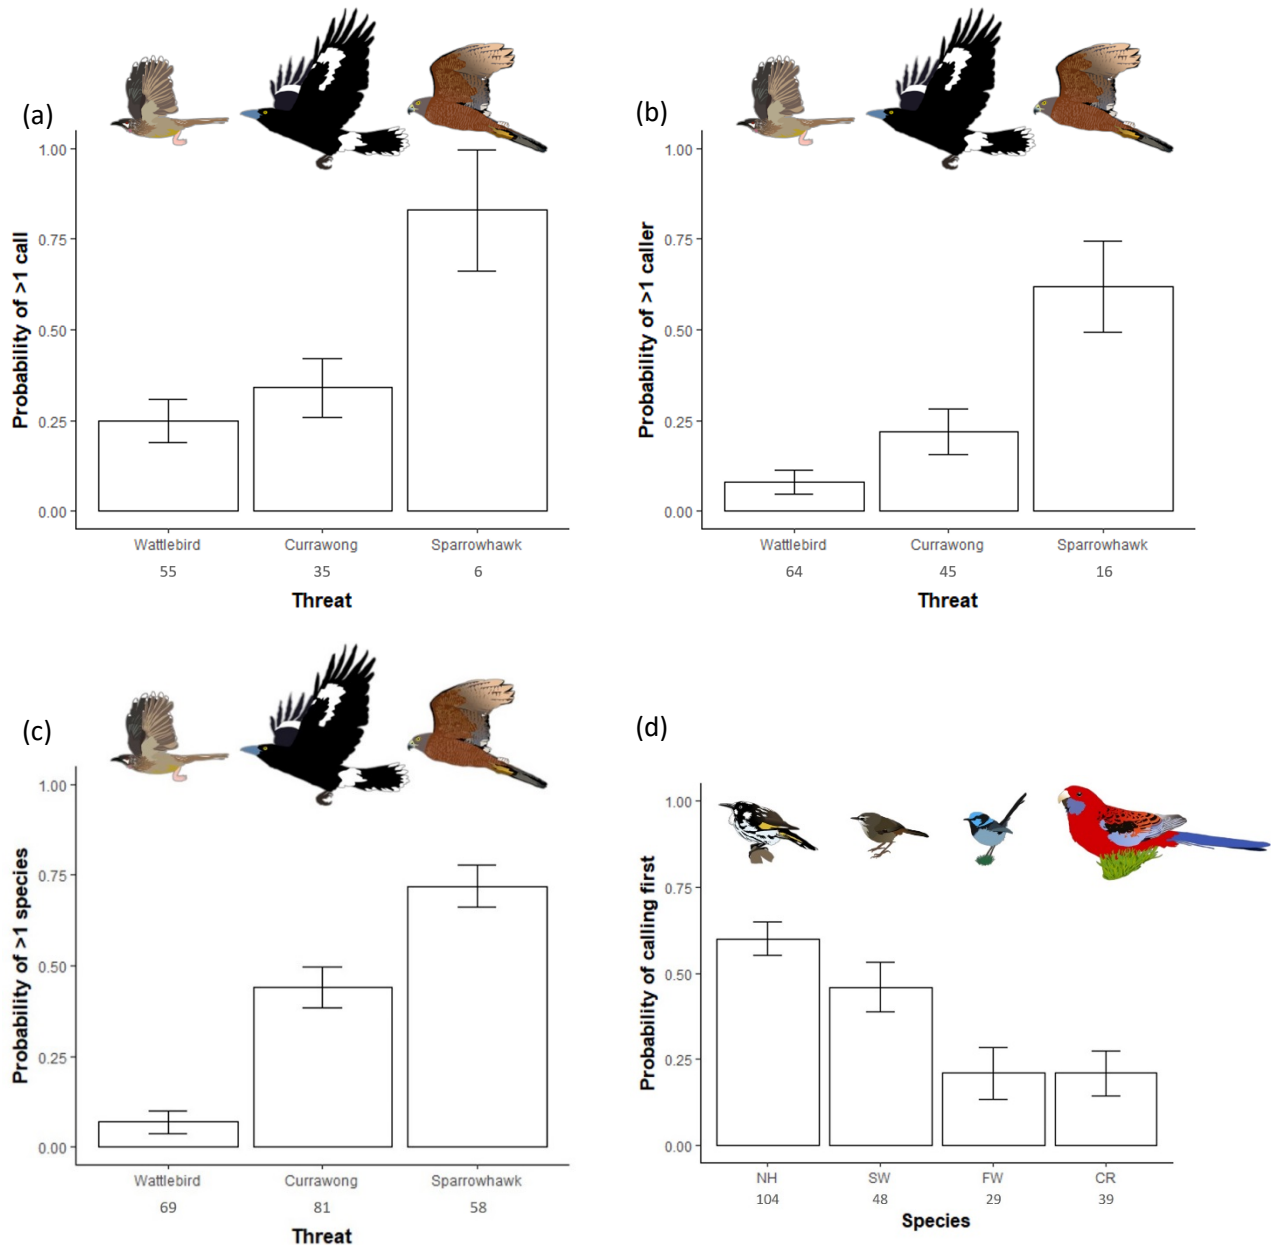 (a)
Probability of >1 call
1.00
0.75
0.50
0.25
0.00
Wattlebird Currawong Sparrowhawk
55 35 6
Threat
(b)
Probability of >1 caller
1.00
0.75
0.50
0.25
0.00
Wattlebird Currawong Sparrowhawk
64 45 16
Threat
(c)
Probability of >1 species
1.00
0.75
0.50
0.25
0.00
Wattlebird Currawong Sparrowhawk
69 81 58
Threat
(d)
Probability of calling first
1.00
0.75
0.50
0.25
0.00
NH SW FW CR
104 48 29 39
Species